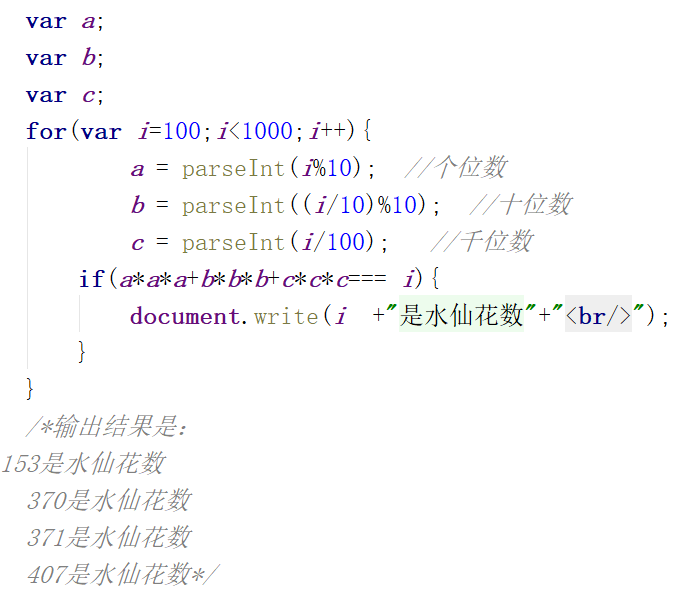 var a;
var b;
var c;
for(var i=100;i<1000;i++){
a = parseInt(i%10); //个位数
b = parseInt((i/10)%10); //十位数
c = parseInt(i/100); //千位数
if(a*a*a+b*b*b+c*c*c=== i){
document.write(i +"是水仙花数"+"<br/>");
}
}
/*输出结果是:
153是水仙花数
370是水仙花数
371是水仙花数
407是水仙花数*/